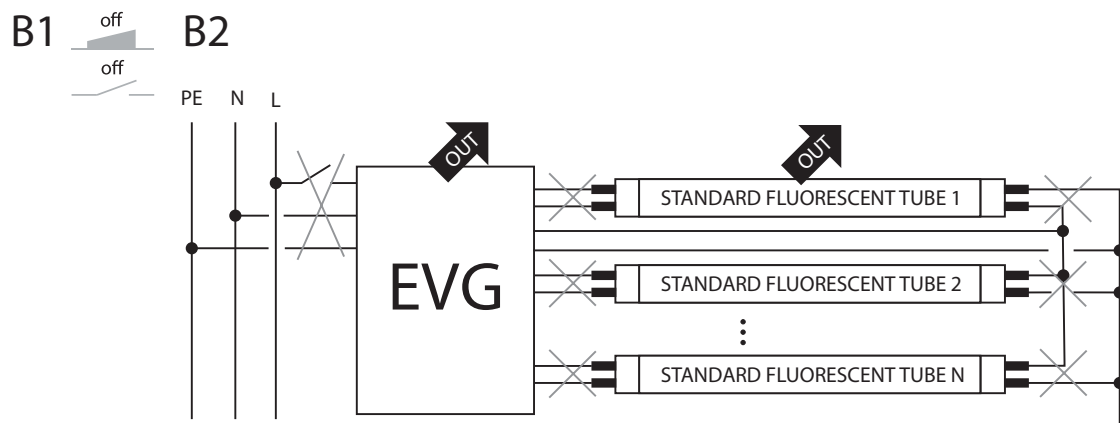 B1 off B2
off
PE N L
OUT OUT
STANDARD FLUORESCENT TUBE 1
EVG
STANDARD FLUORESCENT TUBE 2
STANDARD FLUORESCENT TUBE N